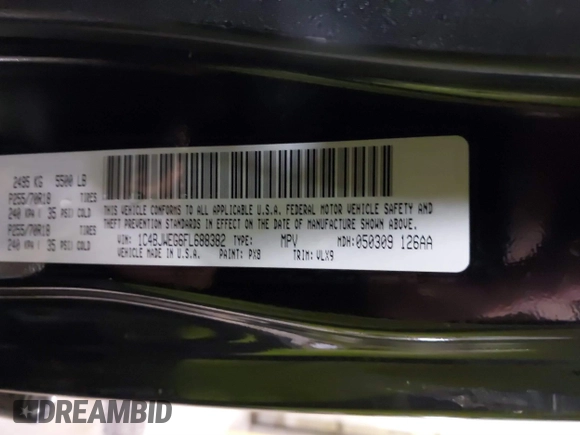 2495 KG 5500 LB
P255/70R18 TIRES
240 KPA / 35 PSI COLD
P255/70R18 TIRES
240 KPA / 35 PSI COLD
THIS VEHICLE CONFORMS TO ALL APPLICABLE U.S.A. FEDERAL MOTOR VEHICLE SAFETY AND
THEFT PREVENTION STANDARDS IN EFFECT ON THE DATE OF MANUFACTURE SHOWN ABOVE.
VIN: 1C4BJWEG6FL688382 TYPE: MPV MDH:050309 126AA
VEHICLE MADE IN U.S.A. PAINT: PX8 TRIM: VLX9
DREAMBID